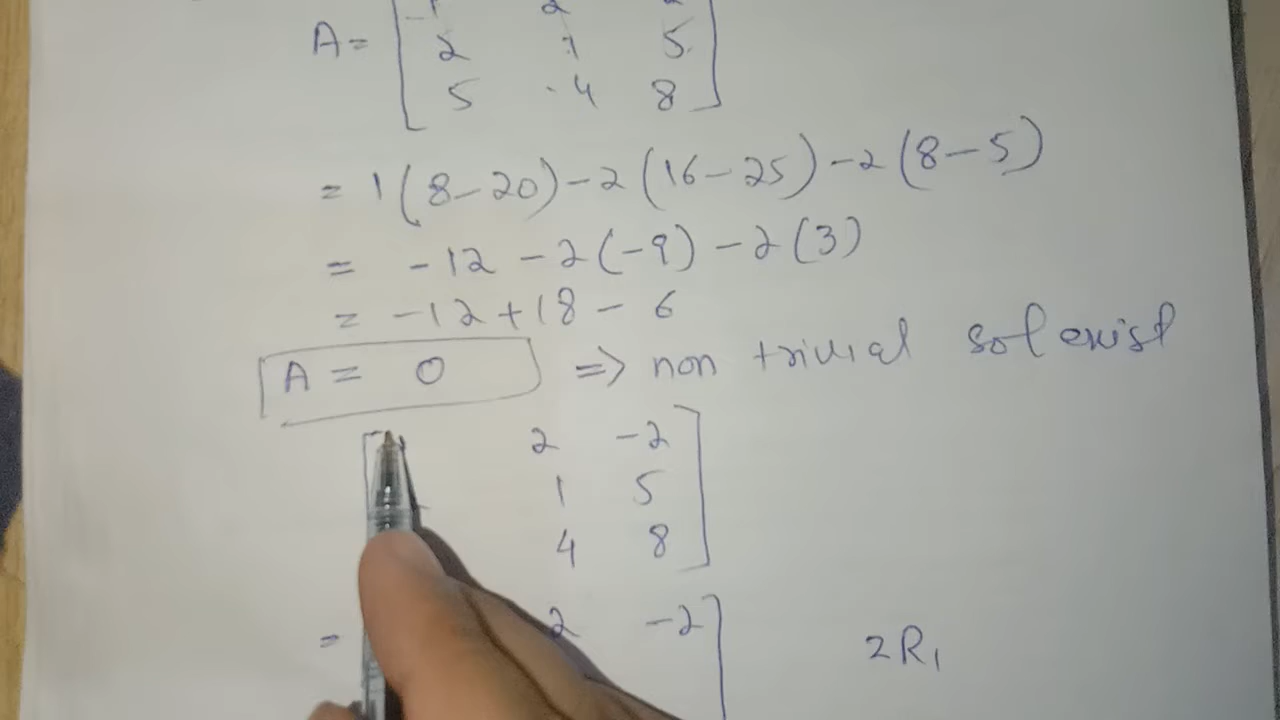 A = 2 1 5
5 4 8
= 1(8-20)-2(16-25)-2(8-5)
= -12 -2(-9) -2(3)
= -12+18-6
A = 0 => non trivial sol exist
2 -2
1 5
4 8
= 2 -2 2R1